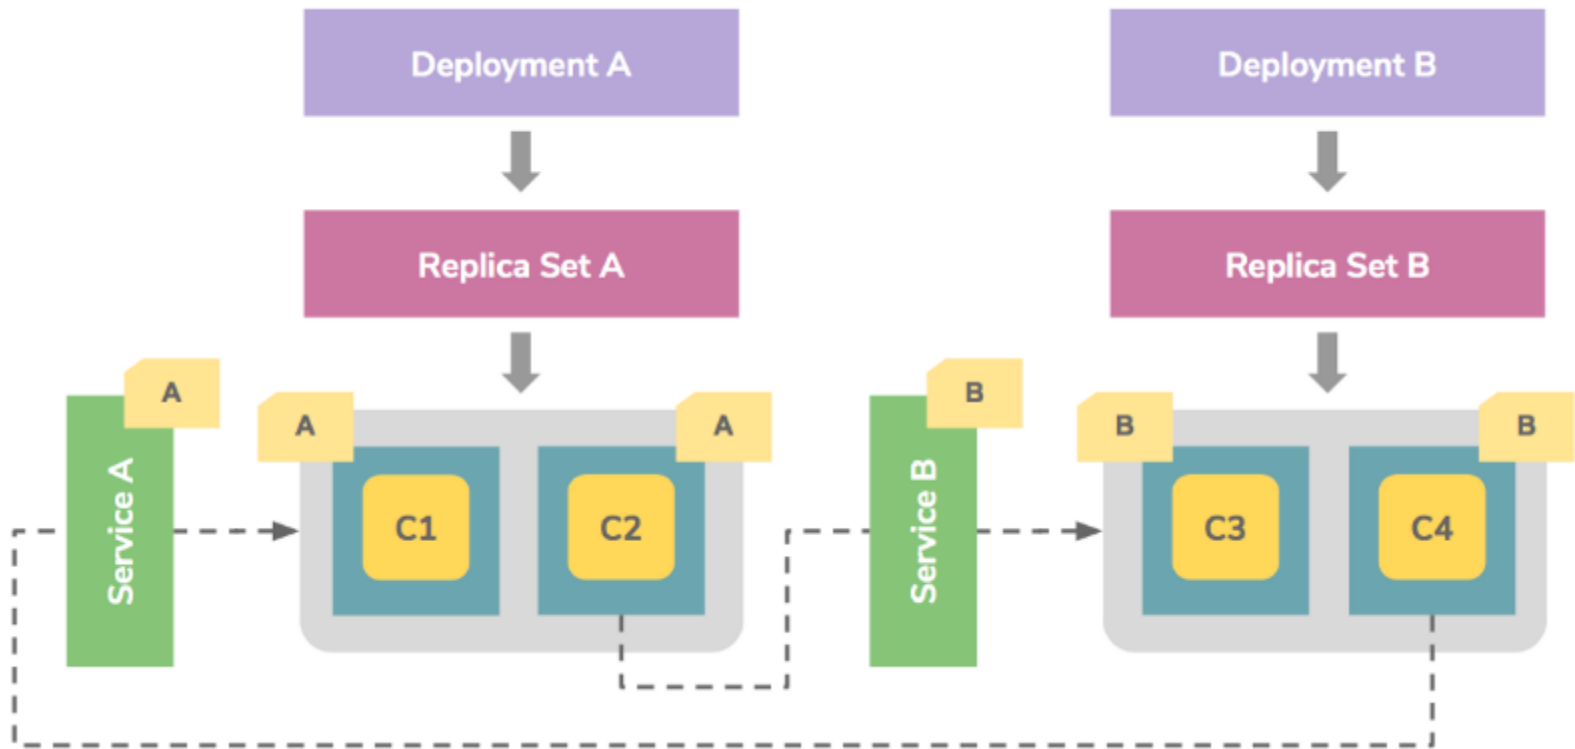 Deployment A
Deployment B
Replica Set A
Replica Set B
A
A
A
B
B
B
Service A
C1
C2
Service B
C3
C4